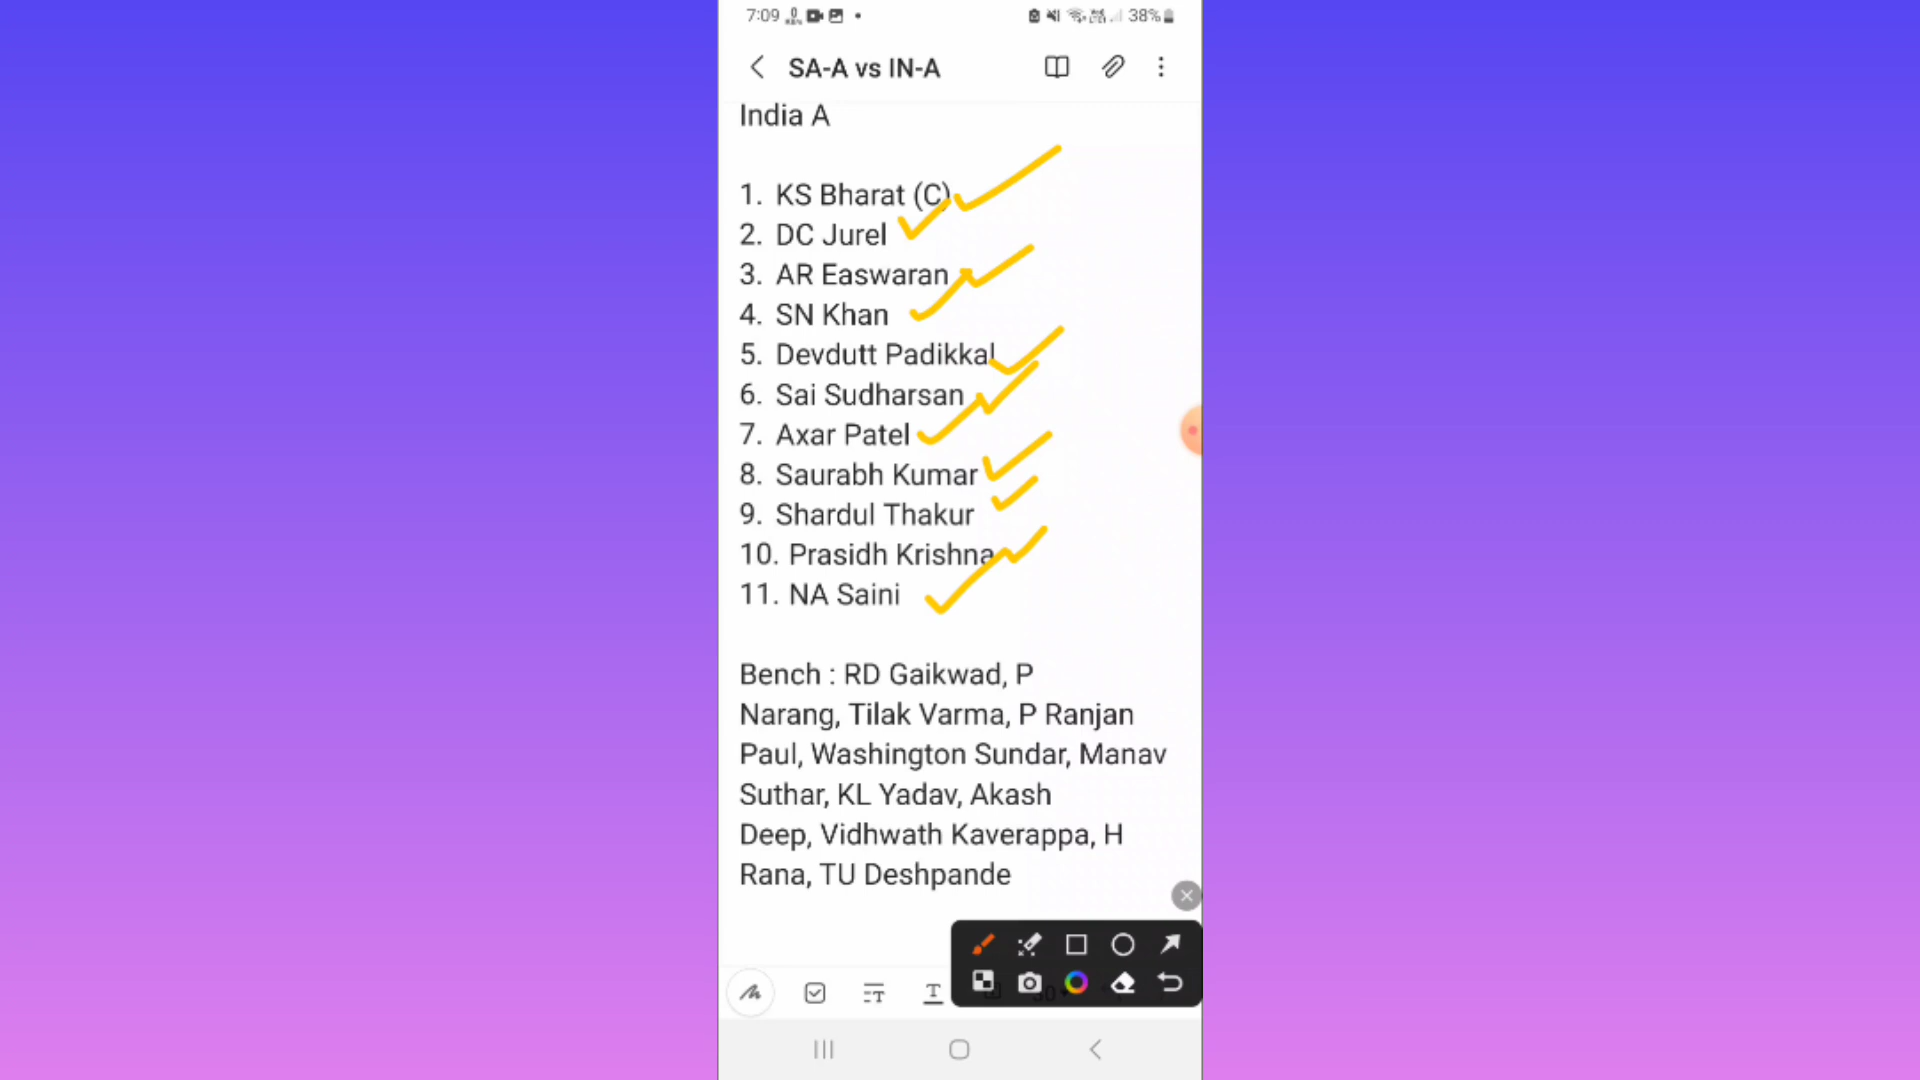 7:09
38%
SA-A vs IN-A
India A
1. KS Bharat (C)
2. DC Jurel
3. AR Easwaran
4. SN Khan
5. Devdutt Padikkal
6. Sai Sudharsan
7. Axar Patel
8. Saurabh Kumar
9. Shardul Thakur
10. Prasidh Krishna
11. NA Saini
Bench : RD Gaikwad, P
Narang, Tilak Varma, P Ranjan
Paul, Washington Sundar, Manav
Suthar, KL Yadav, Akash
Deep, Vidhwath Kaverappa, H
Rana, TU Deshpande